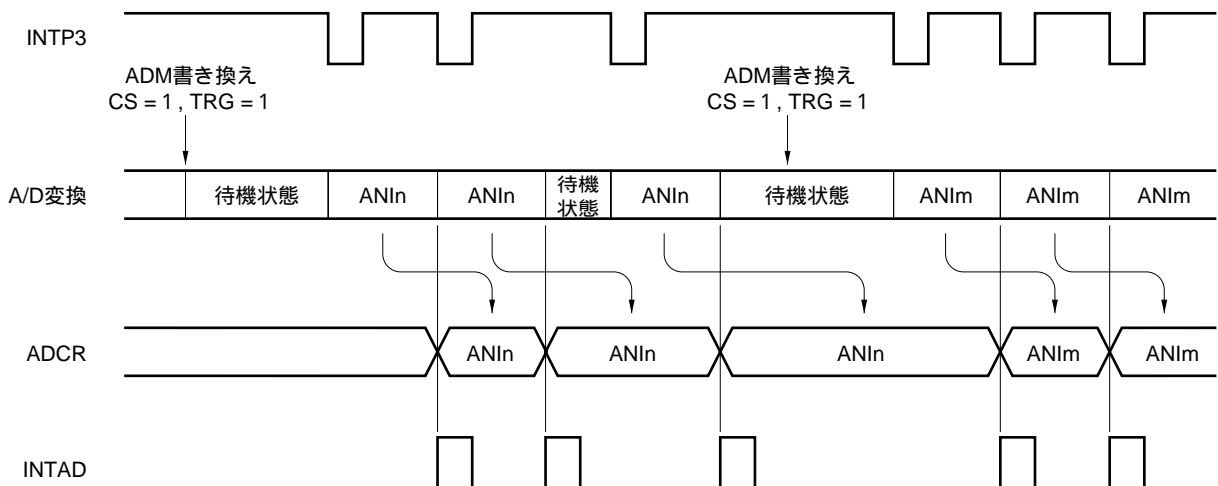 INTP3
ADM書き換え
CS = 1 , TRG = 1
ADM書き換え
CS = 1 , TRG = 1
A/D変換
待機状態
ANIn
ANIn
待機
状態
ANIn
待機状態
ANIm
ANIm
ANIm
ADCR
ANIn
ANIn
ANIn
ANIm
ANIm
INTAD